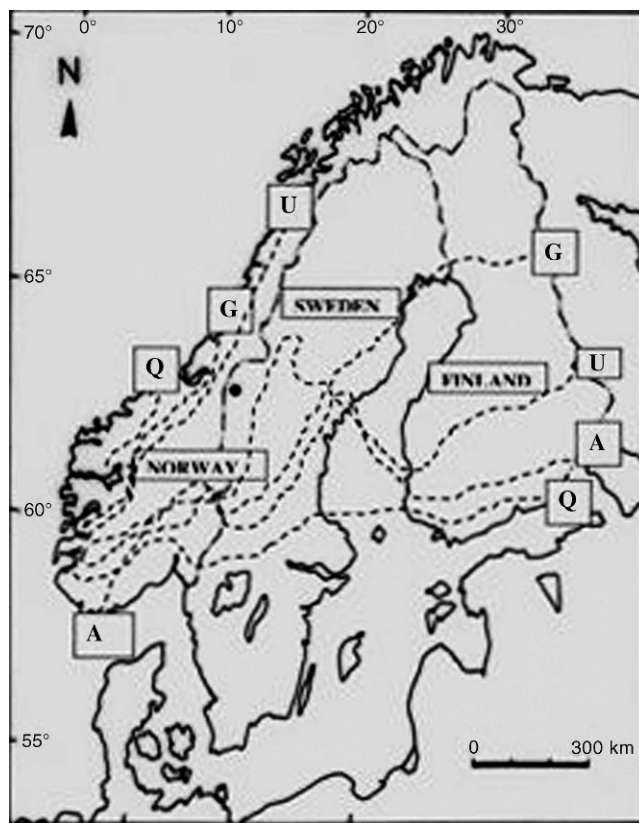 0° 10° 20° 30°
70°
N
U
65°
G
G
SWEDEN
Q
U
FINLAND
A
NORWAY
60°
Q
A
55°
0 300 km